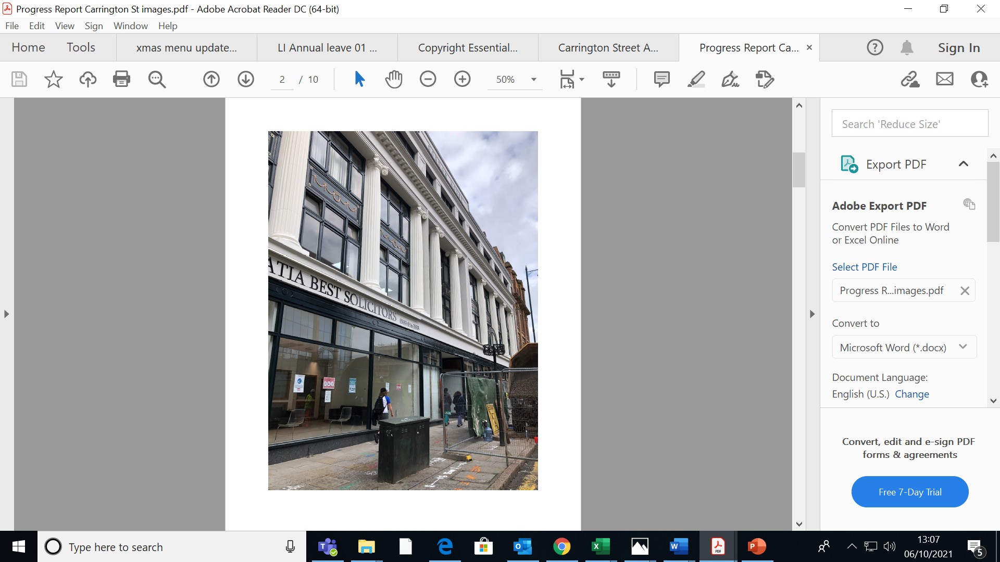 Progress Report Carrington St images.pdf - Adobe Acrobat Reader DC (64-bit)
File Edit View Sign Window Help
Home Tools xmas menu update... LI Annual leave 01 ... Copyright Essential... Carrington Street A... Progress Report Ca... × Sign In
2 / 10 50%
Search 'Reduce Size'
Export PDF
Adobe Export PDF
Convert PDF Files to Word
or Excel Online
Select PDF File
Progress R...images.pdf
Convert to
Microsoft Word (*.docx)
Document Language:
English (U.S.) Change
Convert, edit and e-sign PDF
forms & agreements
Free 7-Day Trial
ATIA BEST SOLICITORS
Type here to search
13:07
06/10/2021
5